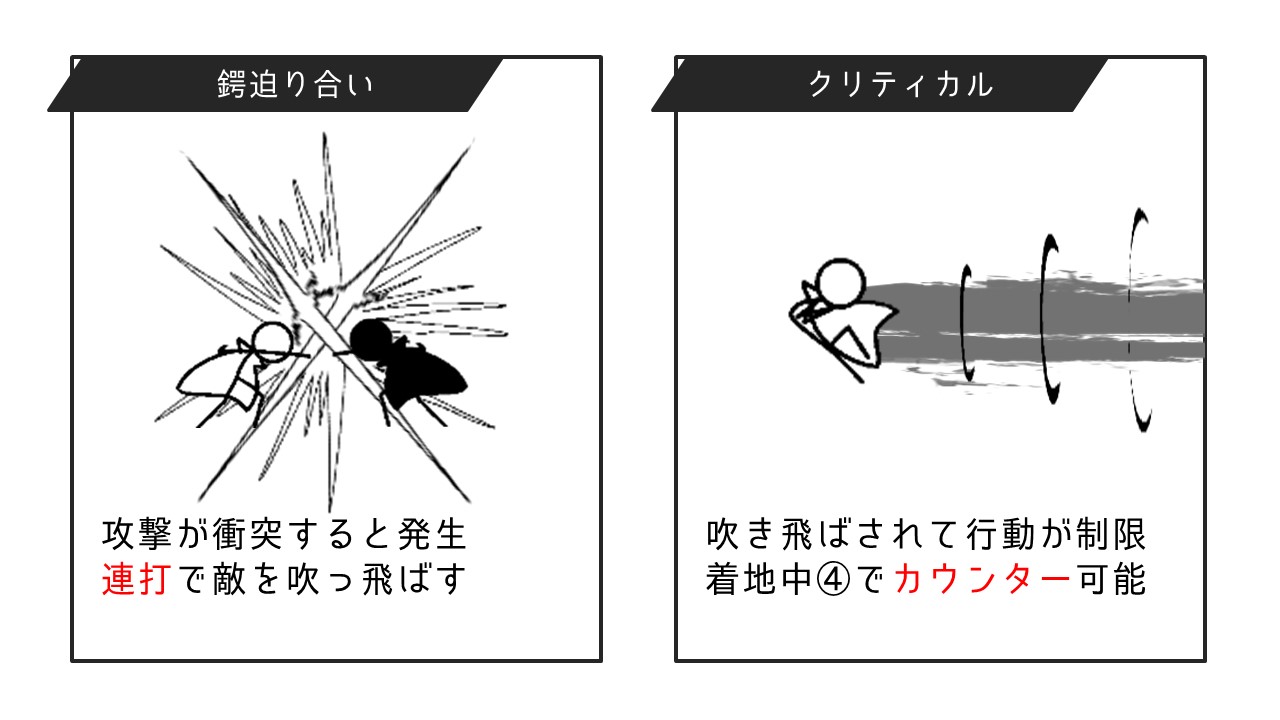 鍔迫り合い
攻撃が衝突すると発生
連打で敵を吹っ飛ばす
クリティカル
吹き飛ばされて行動が制限
着地中④でカウンター可能